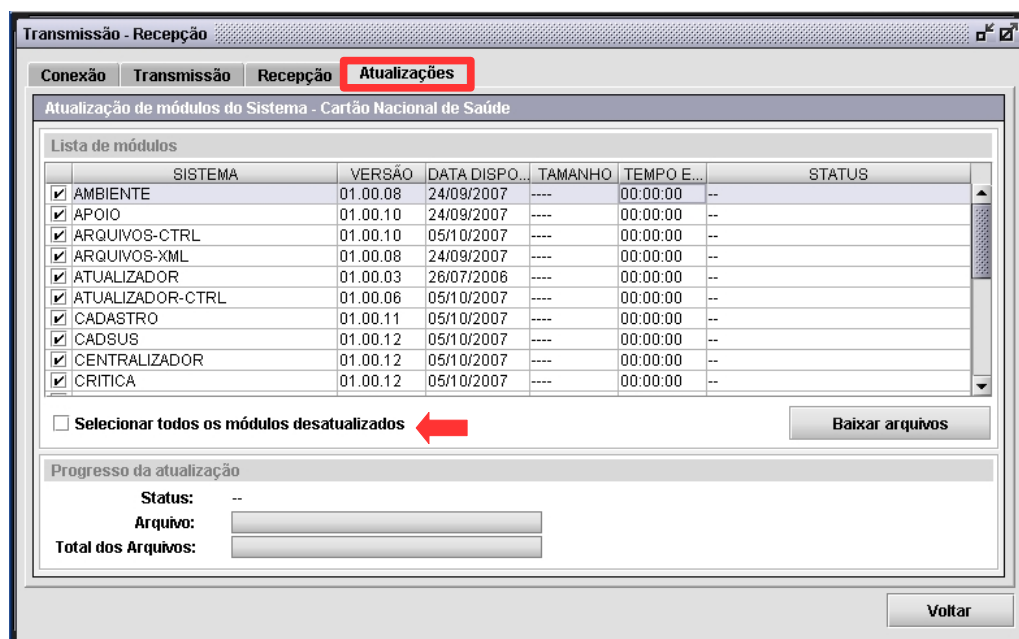 Transmissão - Recepção
Conexão Transmissão Recepção Atualizações
Atualização de módulos do Sistema - Cartão Nacional de Saúde
Lista de módulos
SISTEMA VERSÃO DATA DISPO... TAMANHO TEMPO E... STATUS
AMBIENTE 01.00.08 24/09/2007 ---- 00:00:00 --
APOIO 01.00.10 24/09/2007 ---- 00:00:00 --
ARQUIVOS-CTRL 01.00.10 05/10/2007 ---- 00:00:00 --
ARQUIVOS-XML 01.00.08 24/09/2007 ---- 00:00:00 --
ATUALIZADOR 01.00.03 26/07/2006 ---- 00:00:00 --
ATUALIZADOR-CTRL 01.00.06 05/10/2007 ---- 00:00:00 --
CADASTRO 01.00.11 05/10/2007 ---- 00:00:00 --
CADSUS 01.00.12 05/10/2007 ---- 00:00:00 --
CENTRALIZADOR 01.00.12 05/10/2007 ---- 00:00:00 --
CRITICA 01.00.12 05/10/2007 ---- 00:00:00 --
Selecionar todos os módulos desatualizados Baixar arquivos
Progresso da atualização
Status: --
Arquivo:
Total dos Arquivos:
Voltar